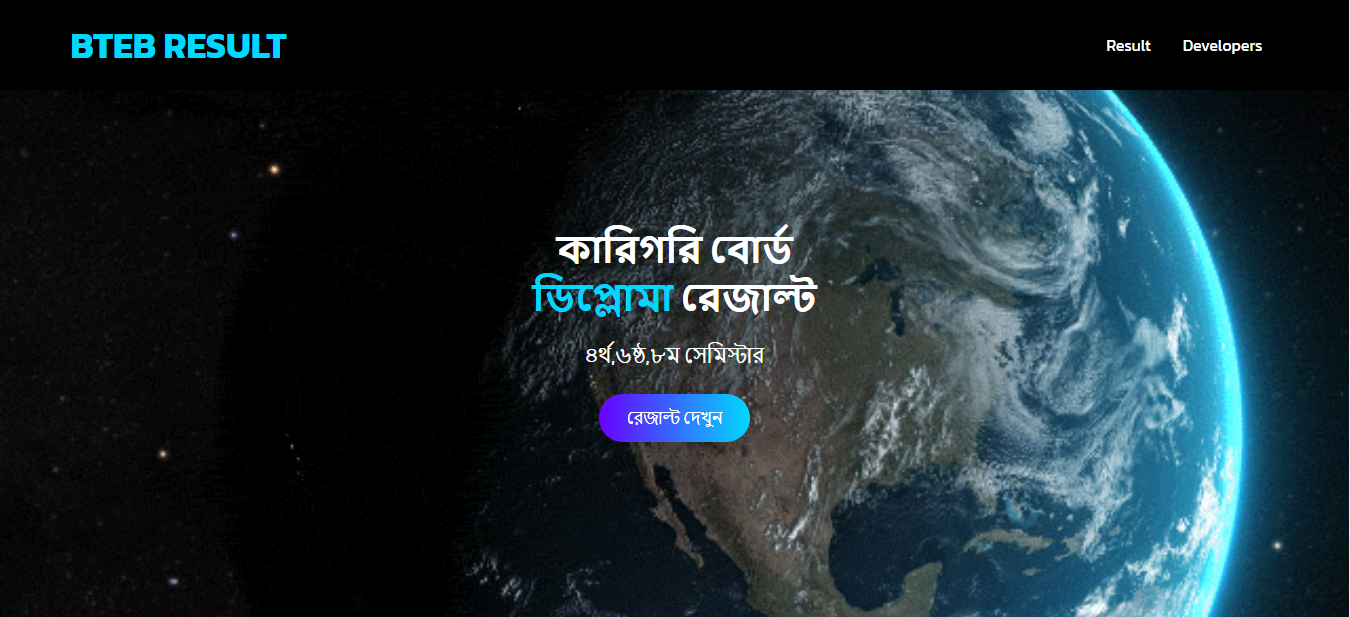 BTEB RESULT
Result
Developers
কারিগরি বোর্ড
ডিপ্লোমা রেজাল্ট
৪র্থ,৬ষ্ঠ,৮ম সেমিস্টার
রেজাল্ট দেখুন